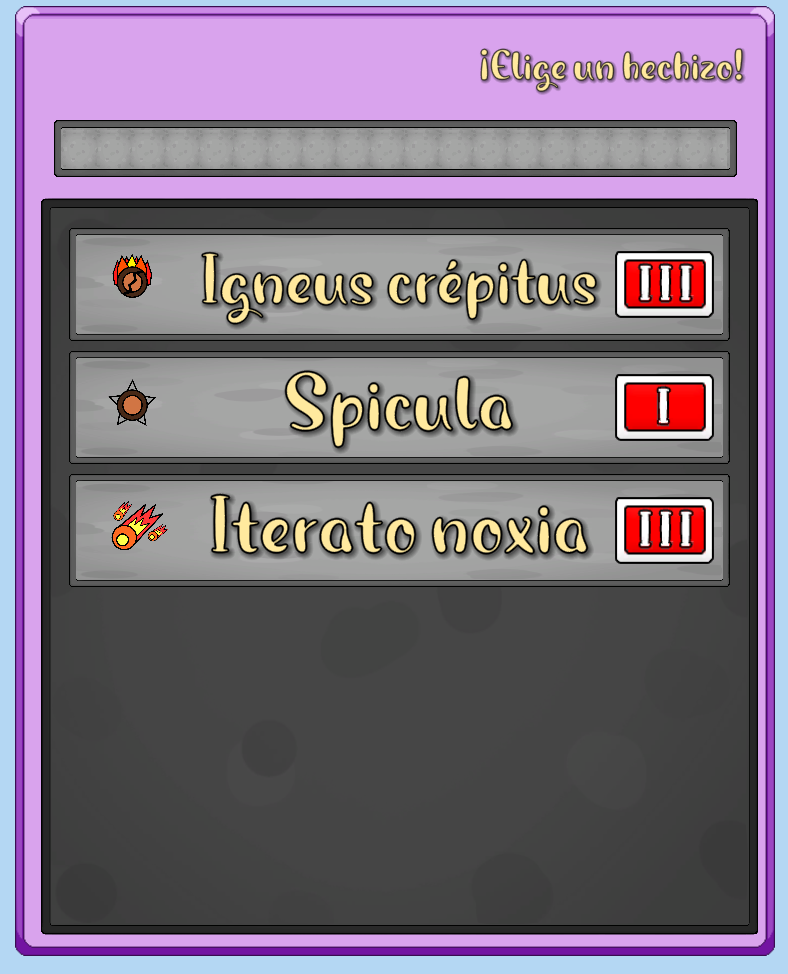 ¡Elige un hechizo!
Igneus crépitus III
Spicula I
Iterato noxia III